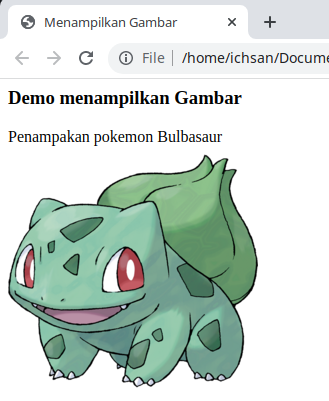 Menampilkan Gambar
File
/home/ichsan/Docume
Demo menampilkan Gambar
Penampakan pokemon Bulbasaur